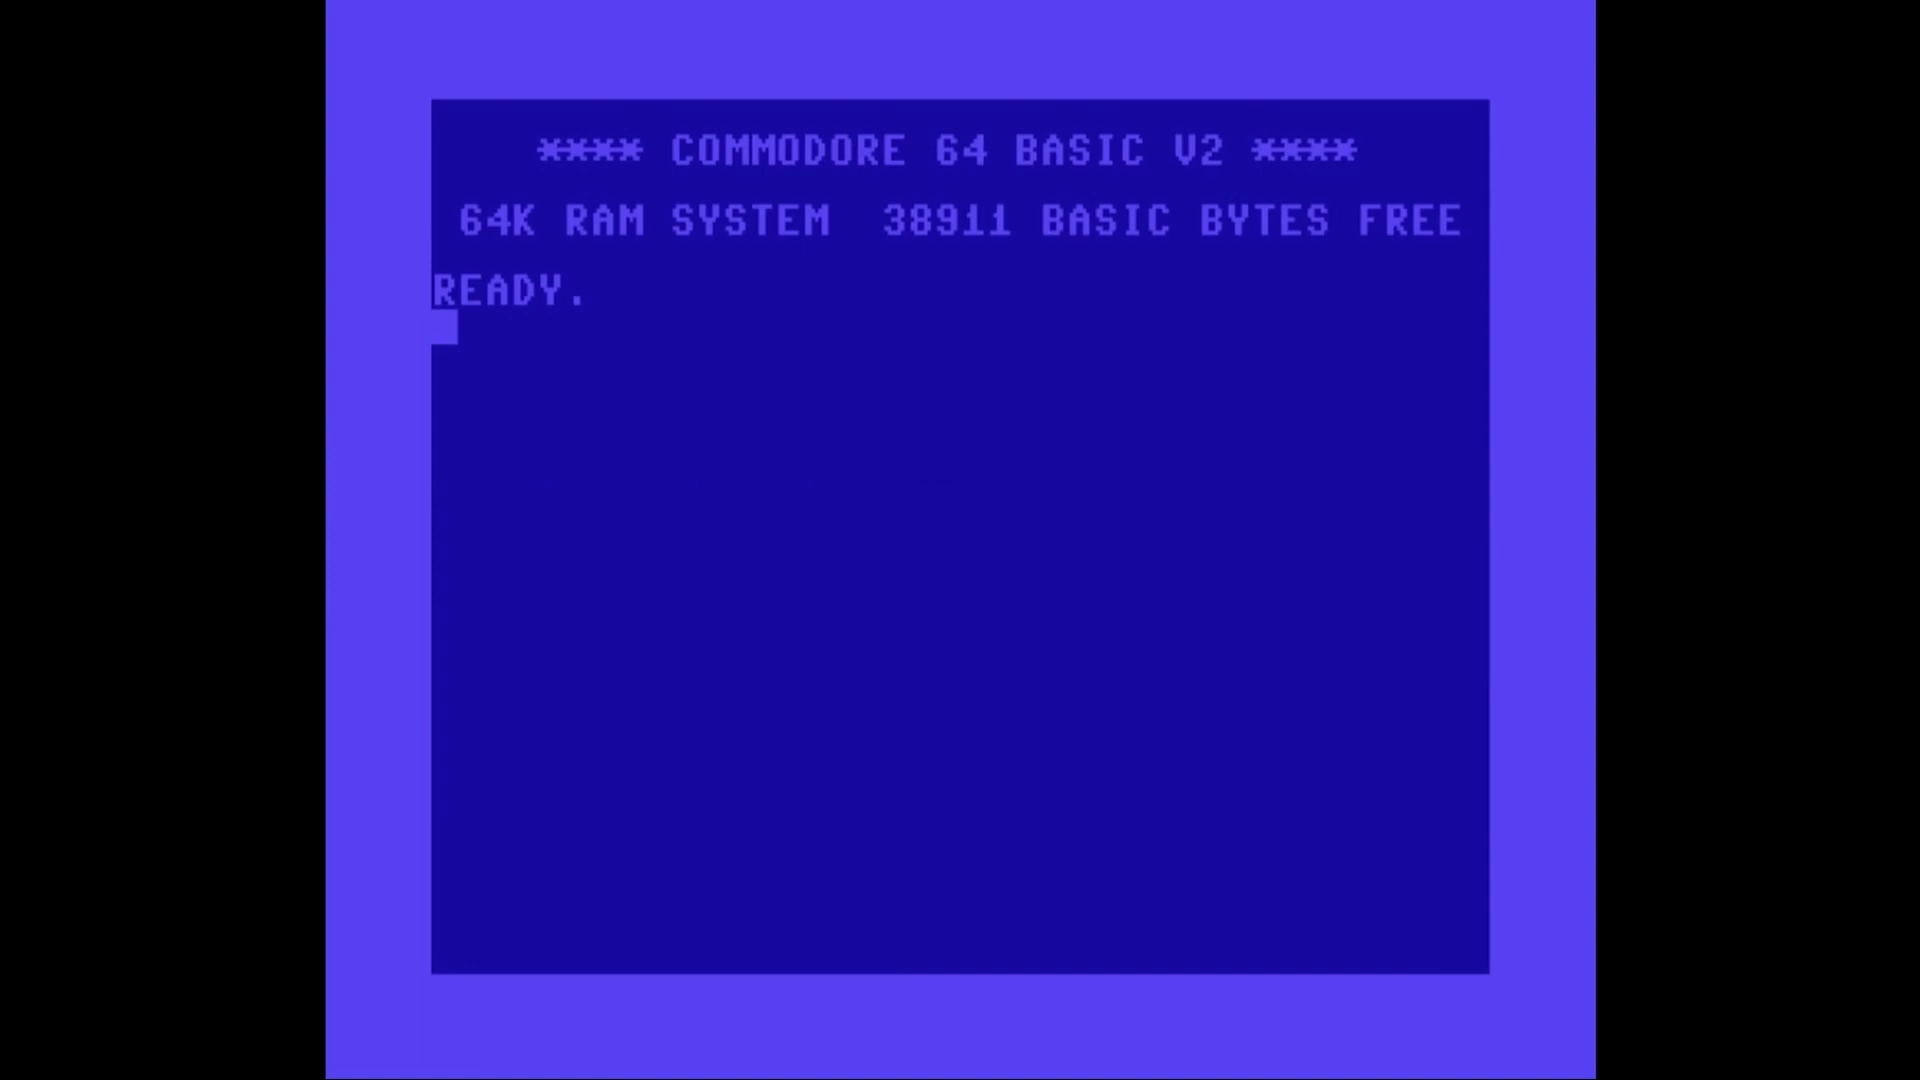 **** COMMODORE 64 BASIC V2 ****
64K RAM SYSTEM  38911 BASIC BYTES FREE
READY.